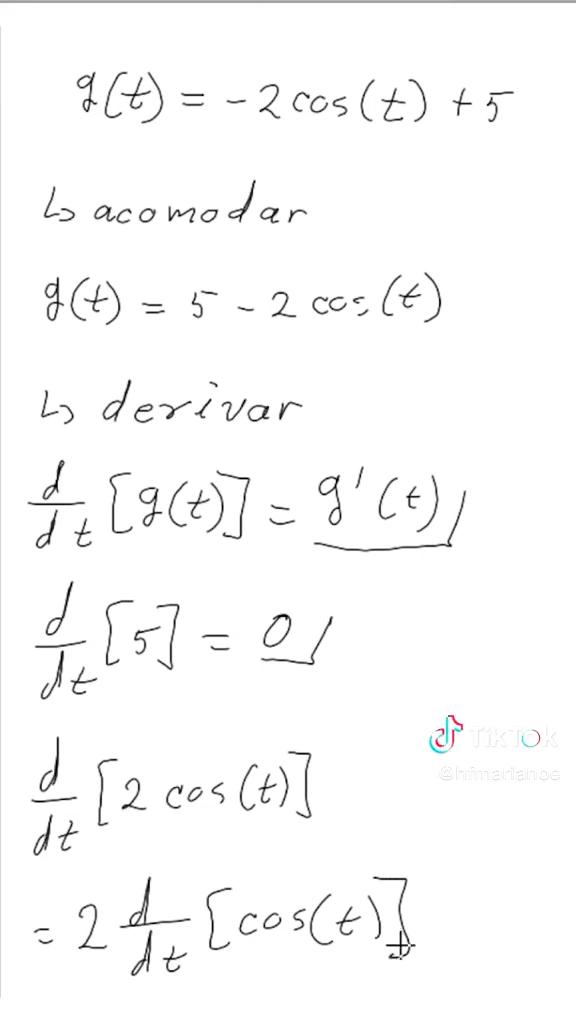 g(t) = -2 cos(t) + 5
↳ acomodar
g(t) = 5 - 2 cos(t)
↳ derivar
d/dt [g(t)] = g'(t)/
d/dt [5] = 0/
d/dt [2 cos(t)]
= 2 d/dt [cos(t)]
TikTok
@hfmarianoe